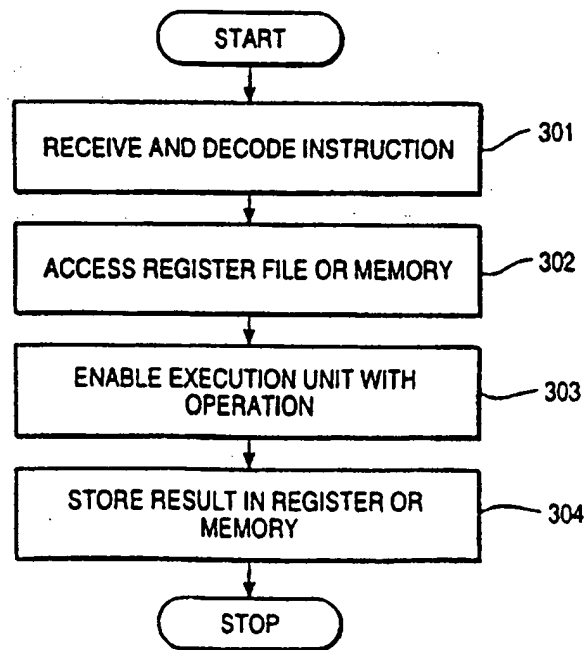 START
RECEIVE AND DECODE INSTRUCTION
301
ACCESS REGISTER FILE OR MEMORY
302
ENABLE EXECUTION UNIT WITH
OPERATION
303
STORE RESULT IN REGISTER OR
MEMORY
304
STOP